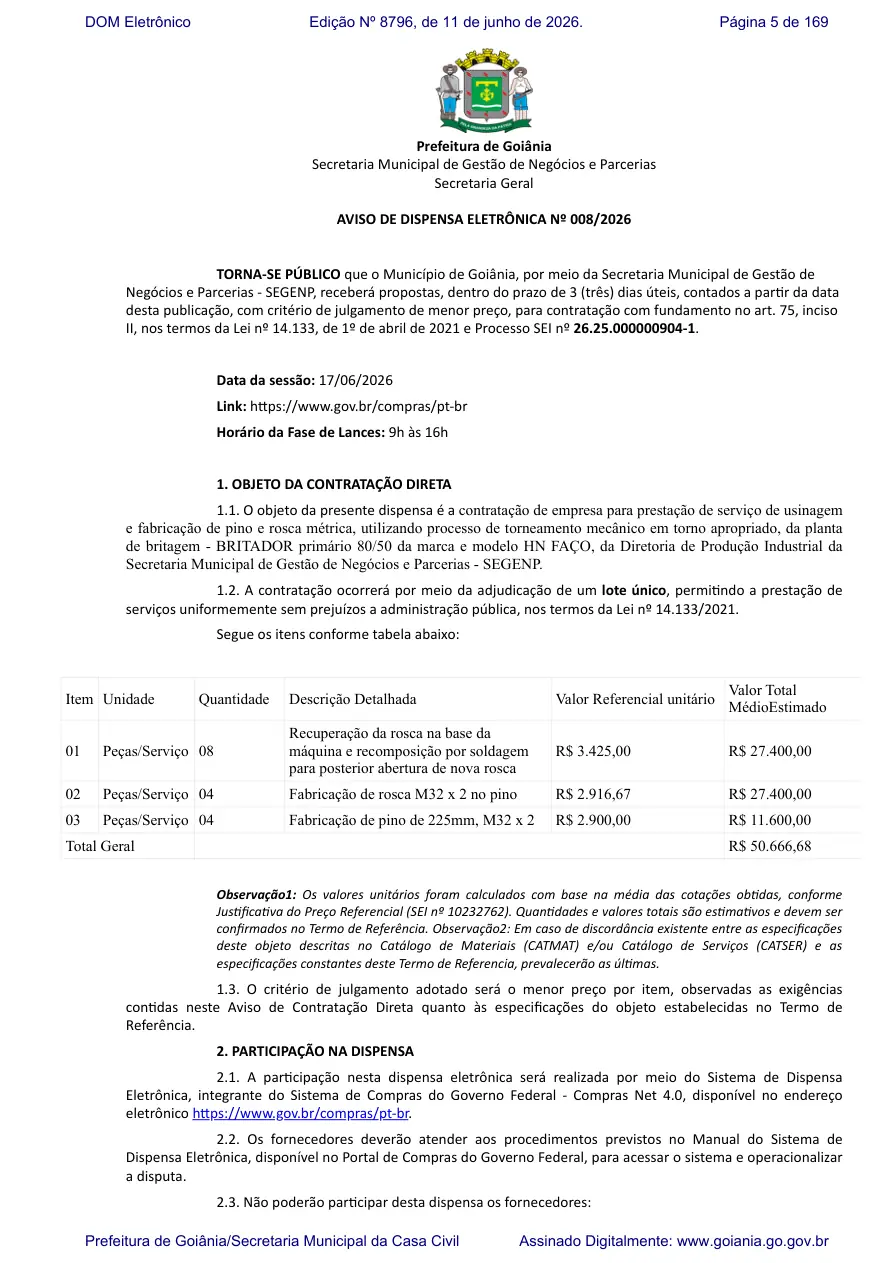 DOM Eletrônico Edição Nº 8796, de 11 de junho de 2026. Página 5 de 169
PELA GRANDEZA DA PÁTRIA
Prefeitura de Goiânia
Secretaria Municipal de Gestão de Negócios e Parcerias
Secretaria Geral
AVISO DE DISPENSA ELETRÔNICA Nº 008/2026
TORNA-SE PÚBLICO que o Município de Goiânia, por meio da Secretaria Municipal de Gestão de
Negócios e Parcerias - SEGENP, receberá propostas, dentro do prazo de 3 (três) dias úteis, contados a partir da data
desta publicação, com critério de julgamento de menor preço, para contratação com fundamento no art. 75, inciso
II, nos termos da Lei nº 14.133, de 1º de abril de 2021 e Processo SEI nº 26.25.000000904-1.
Data da sessão: 17/06/2026
Link: https://www.gov.br/compras/pt-br
Horário da Fase de Lances: 9h às 16h
1. OBJETO DA CONTRATAÇÃO DIRETA
1.1. O objeto da presente dispensa é a contratação de empresa para prestação de serviço de usinagem
e fabricação de pino e rosca métrica, utilizando processo de torneamento mecânico em torno apropriado, da planta
de britagem - BRITADOR primário 80/50 da marca e modelo HN FAÇO, da Diretoria de Produção Industrial da
Secretaria Municipal de Gestão de Negócios e Parcerias - SEGENP.
1.2. A contratação ocorrerá por meio da adjudicação de um lote único, permitindo a prestação de
serviços uniformemente sem prejuízos a administração pública, nos termos da Lei nº 14.133/2021.
Segue os itens conforme tabela abaixo:
Item Unidade Quantidade Descrição Detalhada Valor Referencial unitário Valor Total
MédioEstimado
01 Peças/Serviço 08 Recuperação da rosca na base da
máquina e recomposição por soldagem
para posterior abertura de nova rosca R$ 3.425,00 R$ 27.400,00
02 Peças/Serviço 04 Fabricação de rosca M32 x 2 no pino R$ 2.916,67 R$ 27.400,00
03 Peças/Serviço 04 Fabricação de pino de 225mm, M32 x 2 R$ 2.900,00 R$ 11.600,00
Total Geral R$ 50.666,68
Observação1: Os valores unitários foram calculados com base na média das cotações obtidas, conforme
Justificativa do Preço Referencial (SEI nº 10232762). Quantidades e valores totais são estimativos e devem ser
confirmados no Termo de Referência. Observação2: Em caso de discordância existente entre as especificações
deste objeto descritas no Catálogo de Materiais (CATMAT) e/ou Catálogo de Serviços (CATSER) e as
especificações constantes deste Termo de Referencia, prevalecerão as últimas.
1.3. O critério de julgamento adotado será o menor preço por item, observadas as exigências
contidas neste Aviso de Contratação Direta quanto às especificações do objeto estabelecidas no Termo de
Referência.
2. PARTICIPAÇÃO NA DISPENSA
2.1. A participação nesta dispensa eletrônica será realizada por meio do Sistema de Dispensa
Eletrônica, integrante do Sistema de Compras do Governo Federal - Compras Net 4.0, disponível no endereço
eletrônico https://www.gov.br/compras/pt-br.
2.2. Os fornecedores deverão atender aos procedimentos previstos no Manual do Sistema de
Dispensa Eletrônica, disponível no Portal de Compras do Governo Federal, para acessar o sistema e operacionalizar
a disputa.
2.3. Não poderão participar desta dispensa os fornecedores:
Prefeitura de Goiânia/Secretaria Municipal da Casa Civil Assinado Digitalmente: www.goiania.go.gov.br